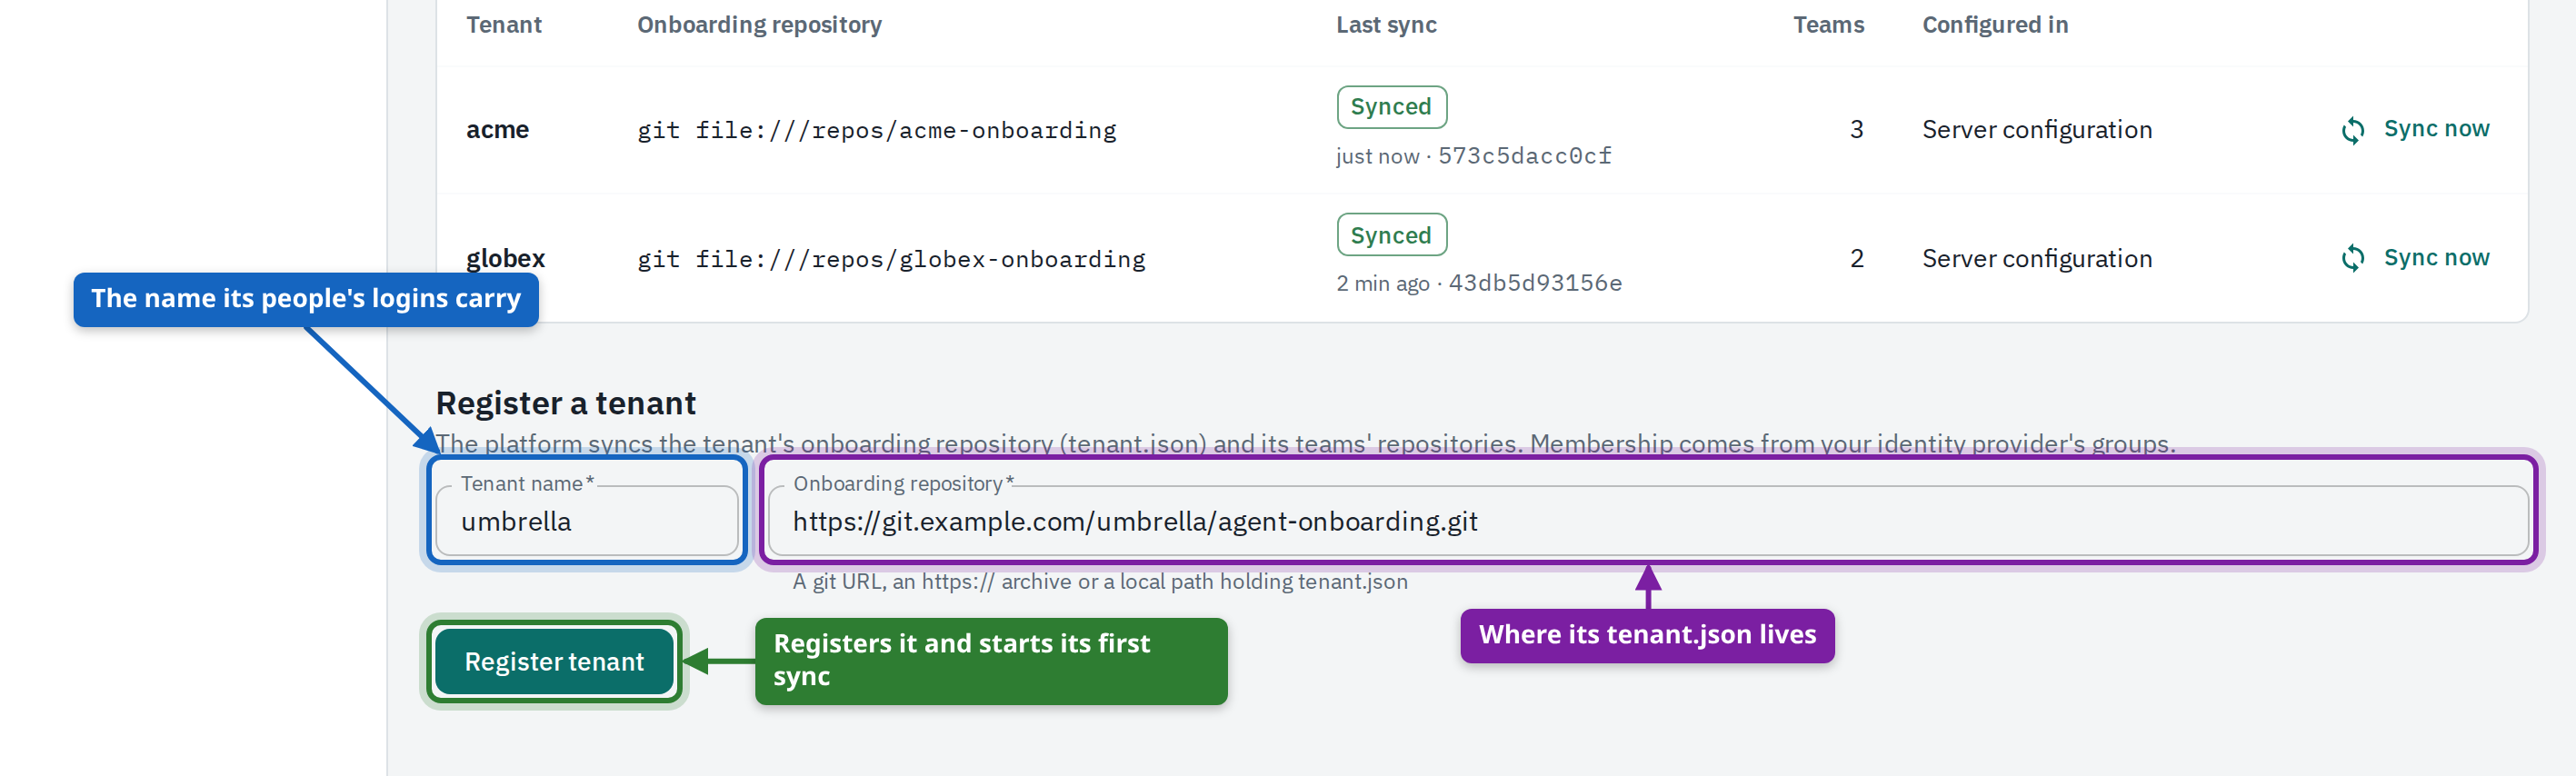 Tenant Onboarding repository Last sync Teams Configured in
acme git file:///repos/acme-onboarding Synced 3 Server configuration Sync now
just now · 573c5dacc0cf
globex git file:///repos/globex-onboarding Synced 2 Server configuration Sync now
2 min ago · 43db5d93156e
The name its people's logins carry
Register a tenant
The platform syncs the tenant's onboarding repository (tenant.json) and its teams' repositories. Membership comes from your identity provider's groups.
Tenant name* Onboarding repository*
umbrella https://git.example.com/umbrella/agent-onboarding.git
A git URL, an https:// archive or a local path holding tenant.json
Register tenant
Registers it and starts its first
sync
Where its tenant.json lives